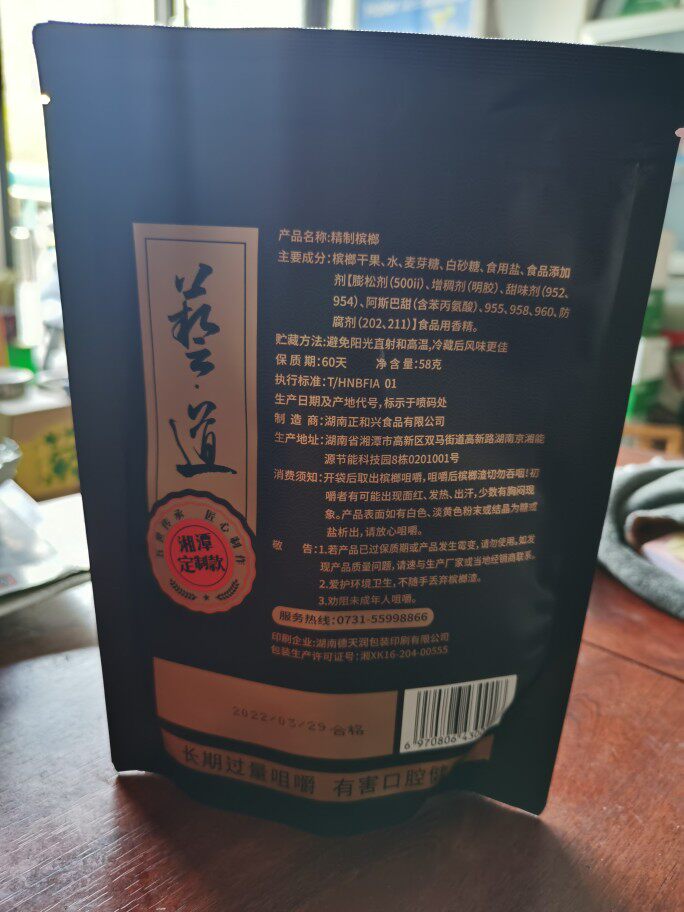 藝·道
百煮传承 匠心制作
湘潭
定制款
产品名称:精制槟榔
主要成分:槟榔干果、水、麦芽糖、白砂糖、食用盐、食品添加
剂【膨松剂(500ii)、增稠剂(明胶)、甜味剂(952、
954)、阿斯巴甜(含苯丙氨酸)、955、958、960、防
腐剂(202、211)】食品用香精。
贮藏方法:避免阳光直射和高温,冷藏后风味更佳
保 质 期:60天 净 含 量:58克
执行标准:T/HNBFIA 01
生产日期及产地代号,标示于喷码处
制 造 商:湖南正和兴食品有限公司
生产地址:湖南省湘潭市高新区双马街道高新路湖南京湘能
源节能科技园8栋0201001号
消费须知:开袋后取出槟榔咀嚼,咀嚼后槟榔渣切勿吞咽!初
嚼者有可能出现面红、发热、出汗,少数有胸闷现
象。产品表面如有白色、淡黄色粉末或结晶为糖或
盐析出,请放心咀嚼。
敬 告:1.若产品已过保质期或产品发生霉变,请勿使用。如发
现产品质量问题,请速与生产厂家或当地经销商联系。
2.爱护环境卫生,不随手丢弃槟榔渣。
3.劝阻未成年人咀嚼。
服务热线:0731-55998866
印刷企业:湖南德天润包装印刷有限公司
包装生产许可证号:湘XK16-204-00555
2022/03/29 合格
6 970806 43
长期过量咀嚼 有害口腔健